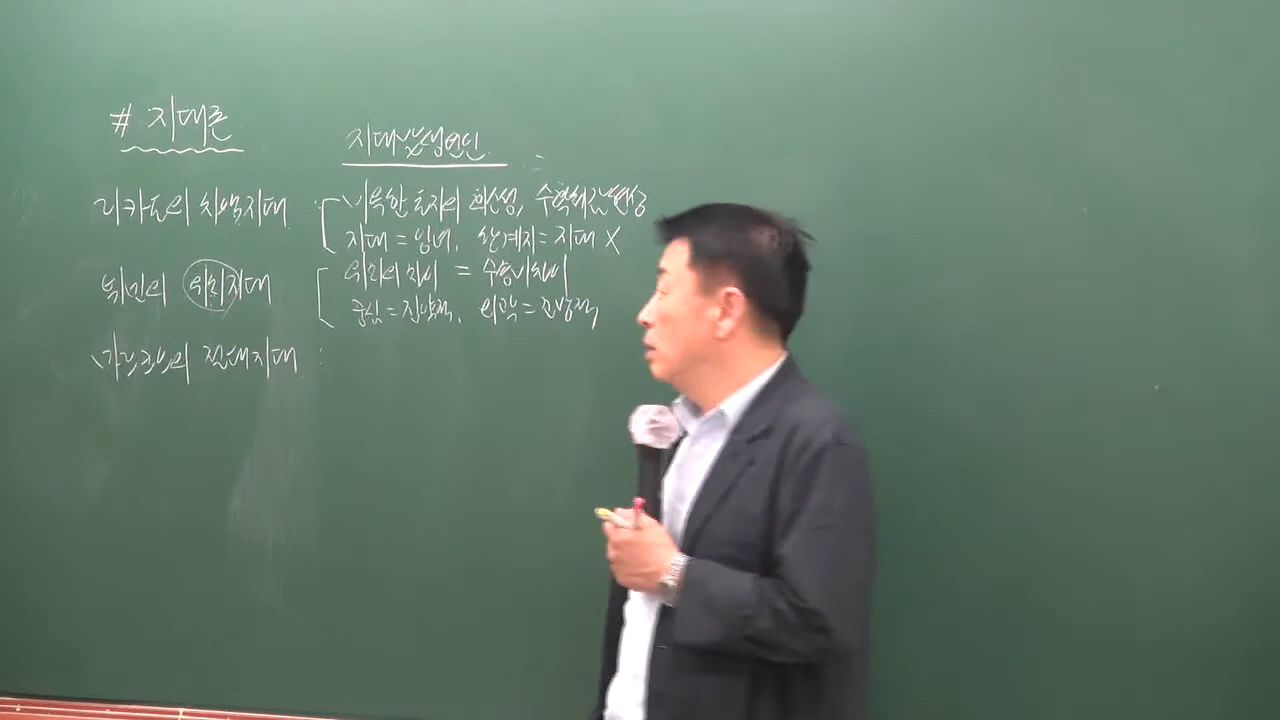 # 지대론
지대발생원인
리카도의 차액지대
비옥한 토지의 희소성, 수확체감현상
지대 = 잉여, 한계지 = 지대 X
튀넨의 위치지대
위치의 차이 = 수송비차이
중심 = 집약적, 외곽 = 조방적
마르크스의 절대지대 :